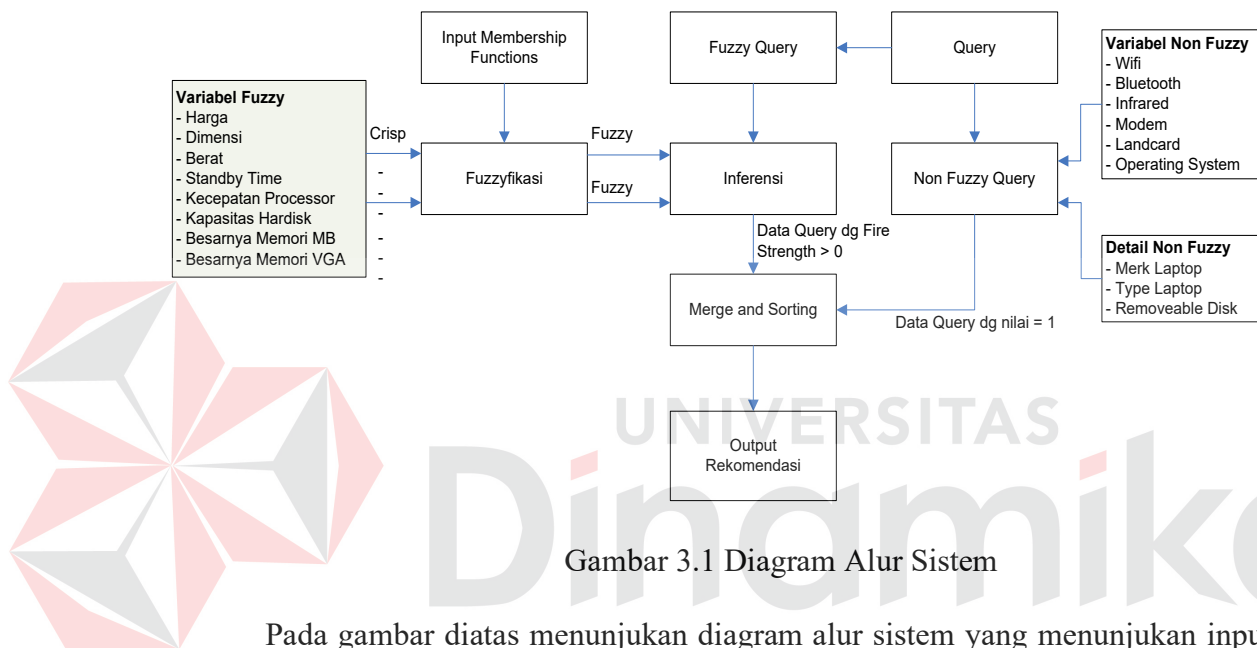 Input Membership
Functions
Fuzzy Query
Query
Variabel Non Fuzzy
- Wifi
- Bluetooth
- Infrared
- Modem
- Landcard
- Operating System
Variabel Fuzzy
- Harga
- Dimensi
- Berat
- Standby Time
- Kecepatan Processor
- Kapasitas Hardisk
- Besarnya Memori MB
- Besarnya Memori VGA
Crisp
-
-
-
-
-
-
Fuzzyfikasi
Fuzzy
Fuzzy
Inferensi
Non Fuzzy Query
Data Query dg Fire
Strength > 0
Detail Non Fuzzy
- Merk Laptop
- Type Laptop
- Removeable Disk
Merge and Sorting
Data Query dg nilai = 1
Output
Rekomendasi
UNIVERSITAS
Dinamika
Gambar 3.1 Diagram Alur Sistem
Pada gambar diatas menunjukan diagram alur sistem yang menunjukan input